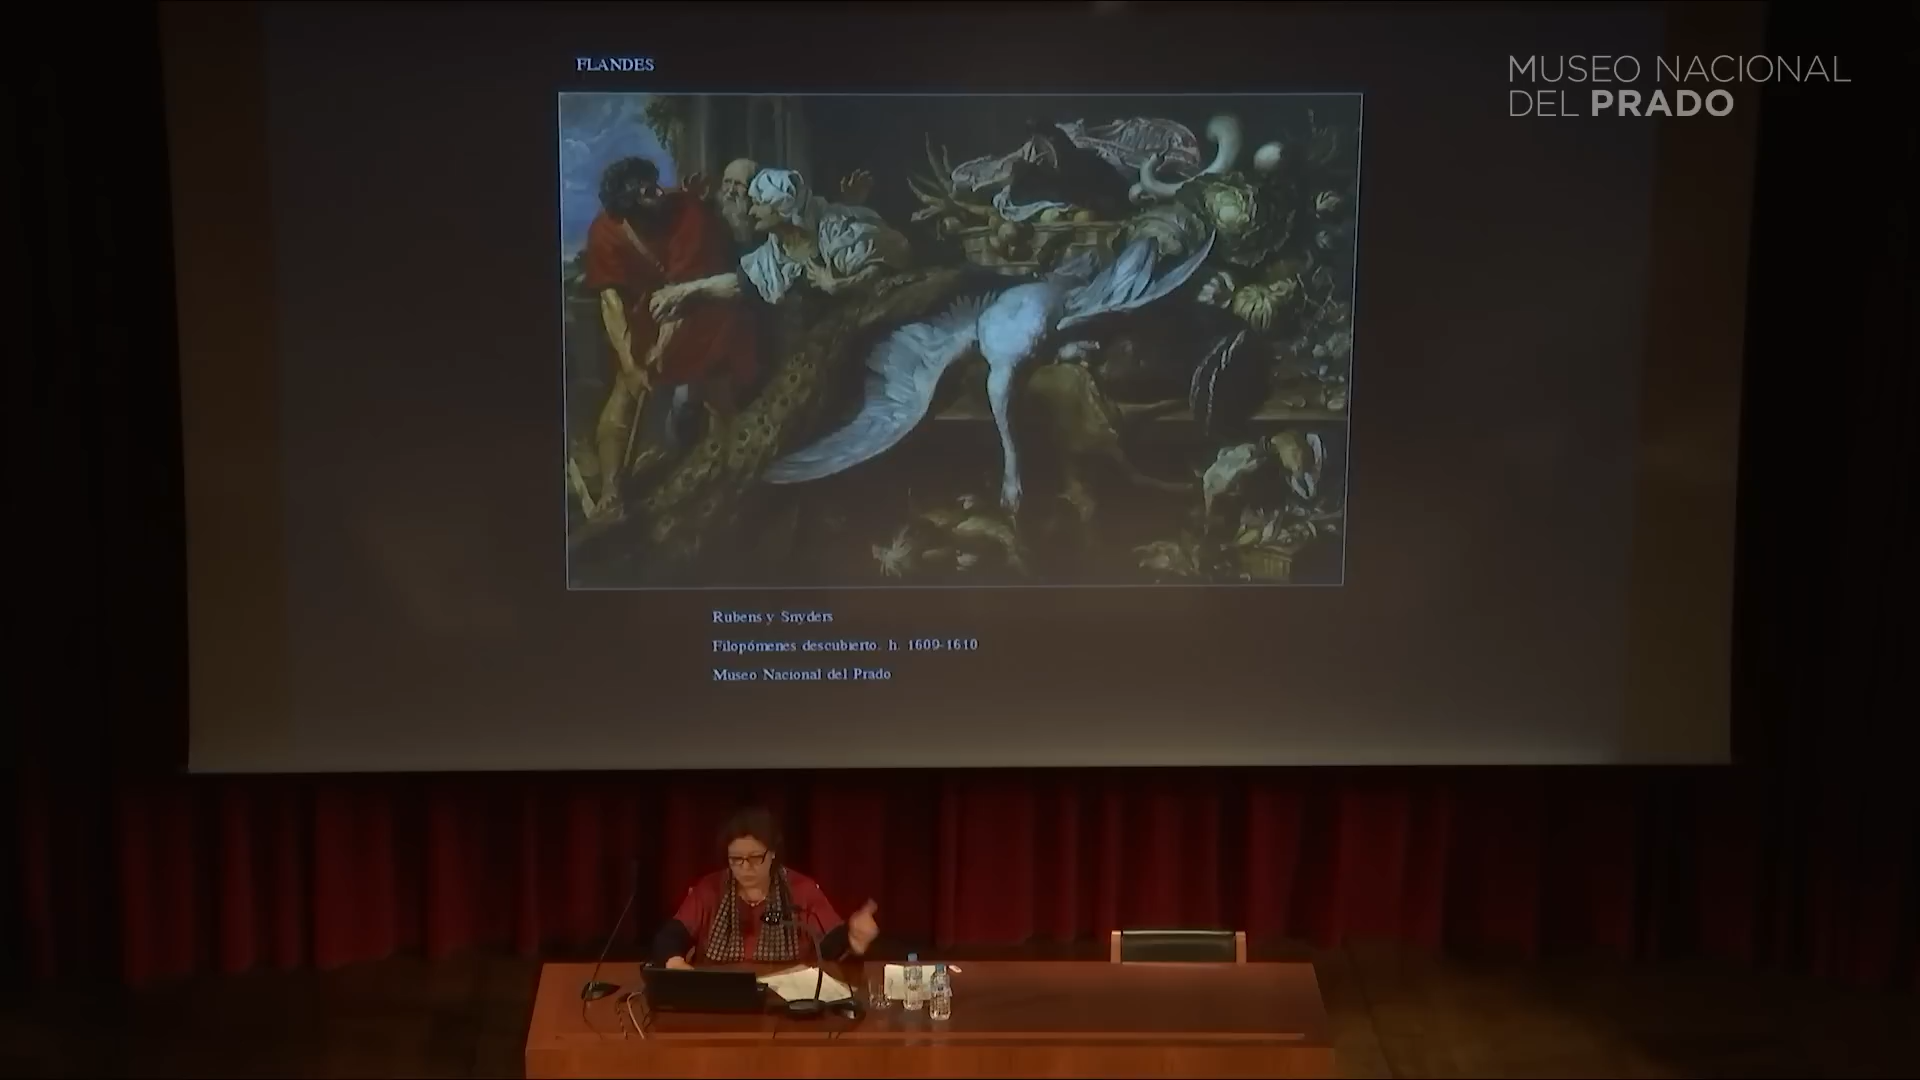 FLANDES
MUSEO NACIONAL
DEL PRADO
Rubens y Snyders
Filopómenes descubierto. h. 1609-1610
Museo Nacional del Prado